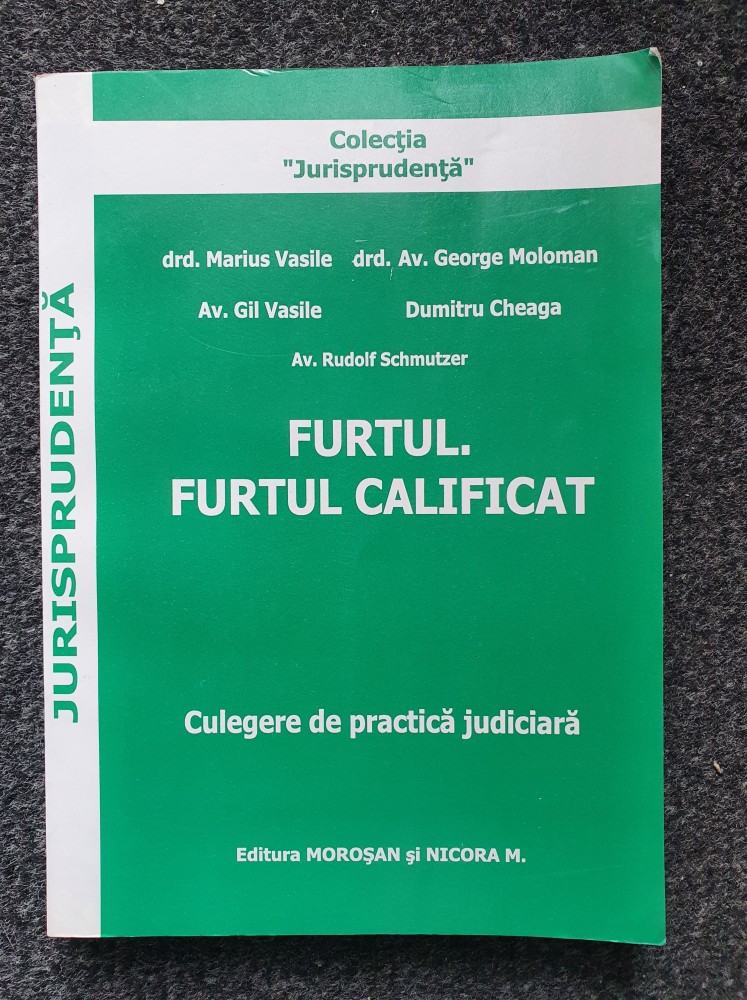 Colecţia
"Jurisprudenţă"
drd. Marius Vasile drd. Av. George Moloman
Av. Gil Vasile Dumitru Cheaga
Av. Rudolf Schmutzer
FURTUL.
FURTUL CALIFICAT
Culegere de practică judiciară
Editura MOROŞAN şi NICORA M.
JURISPRUDENŢĂ